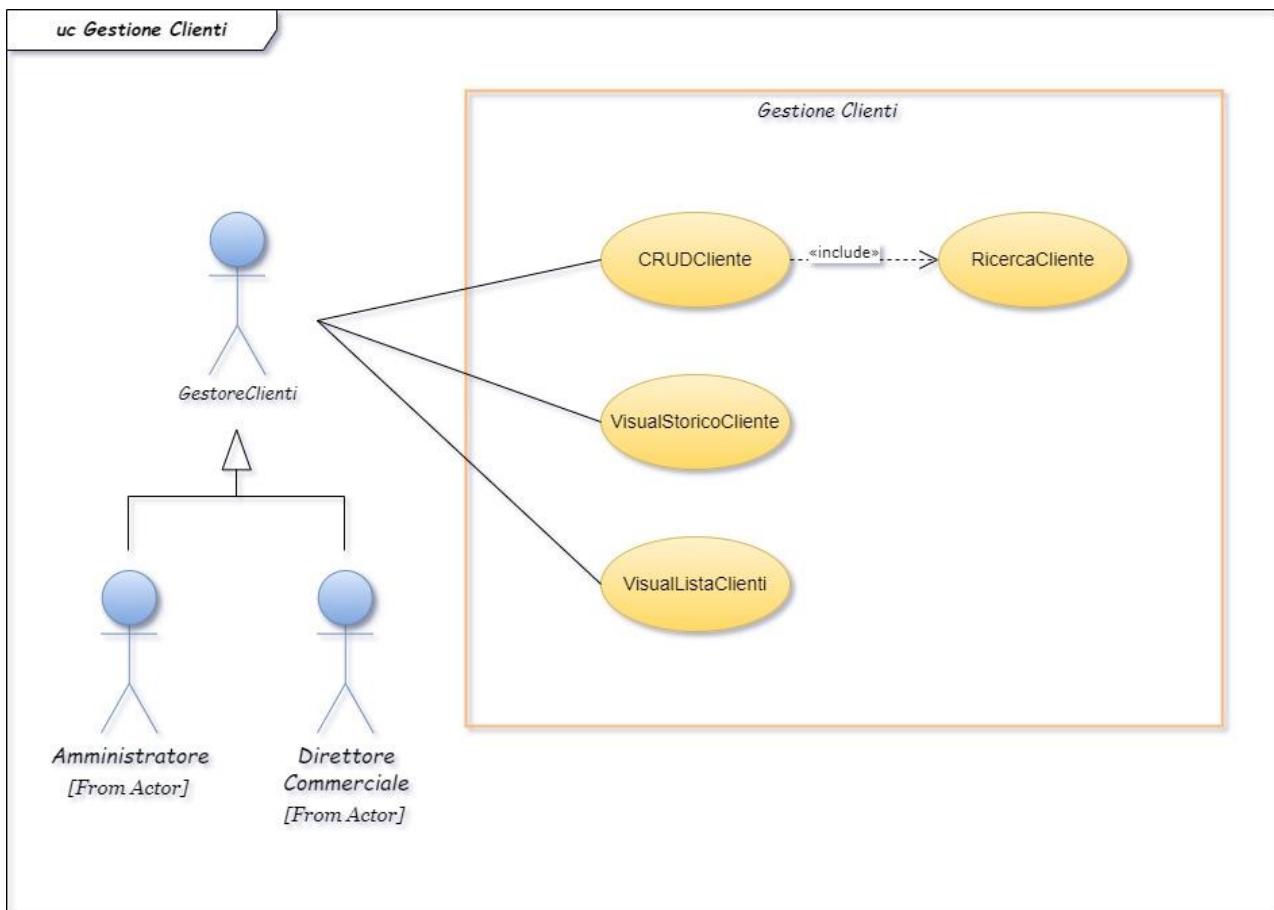 uc Gestione Clienti
Gestione Clienti
CRUDCliente
«include»
RicercaCliente
GestoreClienti
VisualStoricoCliente
VisualListaClienti
Amministratore
[From Actor]
Direttore
Commerciale
[From Actor]